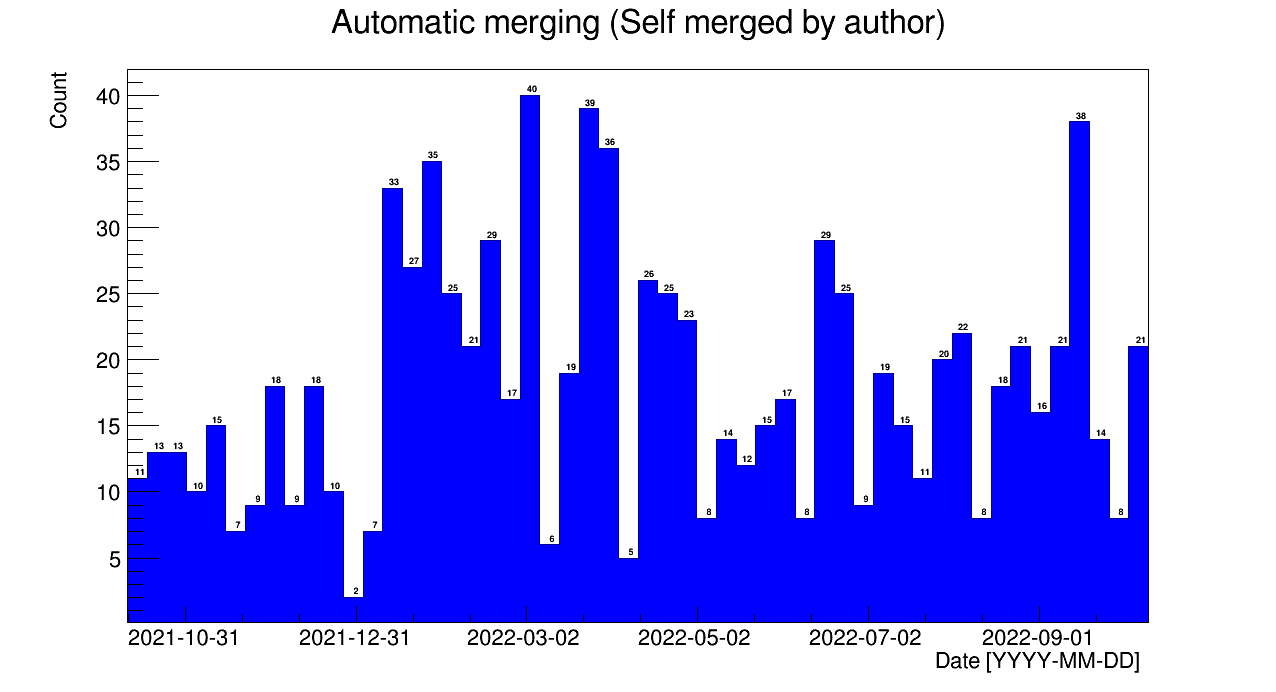 Automatic merging (Self merged by author)
Count
40
35
30
25
20
15
10
5
11 13 13 10 15 7 9 18 9 18 10 2 7 33 27 35 25 21 29 17 40 6 19 39 36 5 26 25 23 8 14 12 15 17 8 29 25 9 19 15 11 20 22 8 18 21 16 21 38 14 8 21
2021-10-31 2021-12-31 2022-03-02 2022-05-02 2022-07-02 2022-09-01
Date [YYYY-MM-DD]